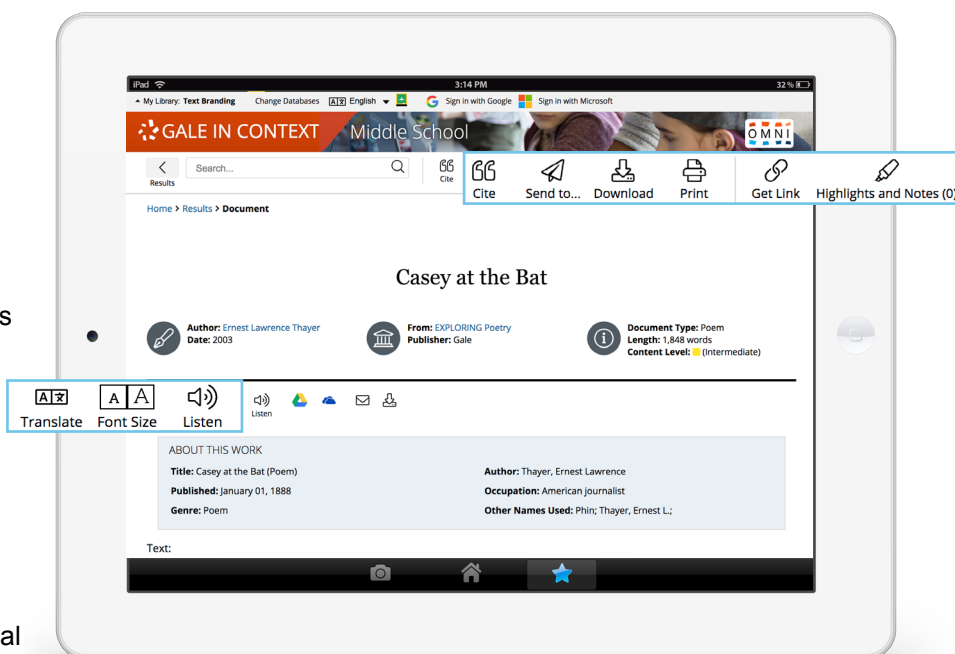 iPad 3:14 PM 32 %
My Library: Text Branding Change Databases English Sign in with Google Sign in with Microsoft
GALE IN CONTEXT Middle School OMNI
Results Search... Cite
Cite Send to... Download Print Get Link Highlights and Notes (0)
Home > Results > Document
Casey at the Bat
s
Author: Ernest Lawrence Thayer
Date: 2003
From: EXPLORING Poetry
Publisher: Gale
Document Type: Poem
Length: 1,848 words
Content Level: (Intermediate)
Translate Font Size Listen
Listen
ABOUT THIS WORK
Title: Casey at the Bat (Poem)
Published: January 01, 1888
Genre: Poem
Author: Thayer, Ernest Lawrence
Occupation: American journalist
Other Names Used: Phin; Thayer, Ernest L.;
Text:
al